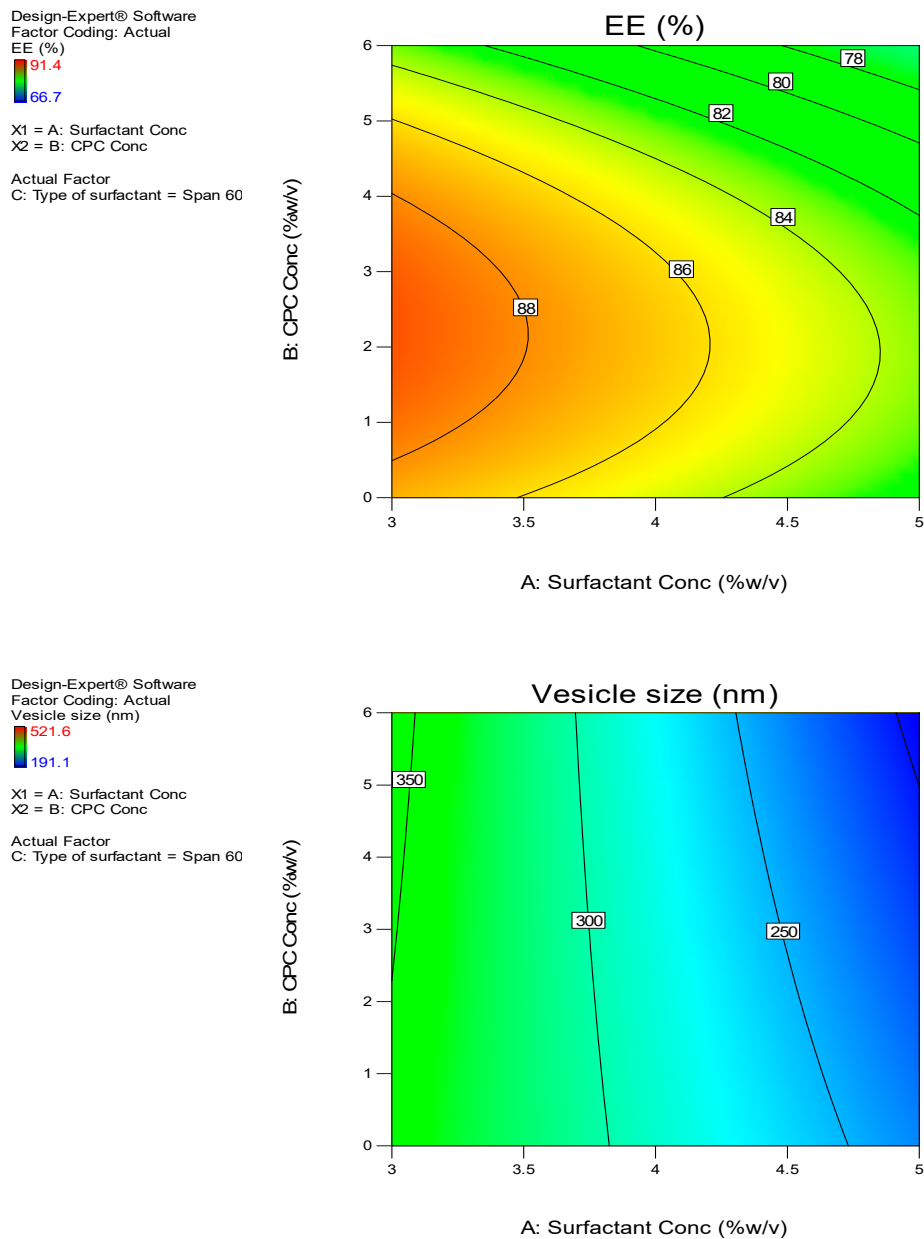 Design-Expert® Software
Factor Coding: Actual
EE (%)
91.4
66.7
X1 = A: Surfactant Conc
X2 = B: CPC Conc
Actual Factor
C: Type of surfactant = Span 60
EE (%)
B: CPC Conc (%w/v)
6
5
4
3
2
1
0
78
80
82
84
86
88
3
3.5
4
4.5
5
A: Surfactant Conc (%w/v)
Design-Expert® Software
Factor Coding: Actual
Vesicle size (nm)
521.6
191.1
X1 = A: Surfactant Conc
X2 = B: CPC Conc
Actual Factor
C: Type of surfactant = Span 60
Vesicle size (nm)
B: CPC Conc (%w/v)
6
5
4
3
2
1
0
350
300
250
3
3.5
4
4.5
5
A: Surfactant Conc (%w/v)